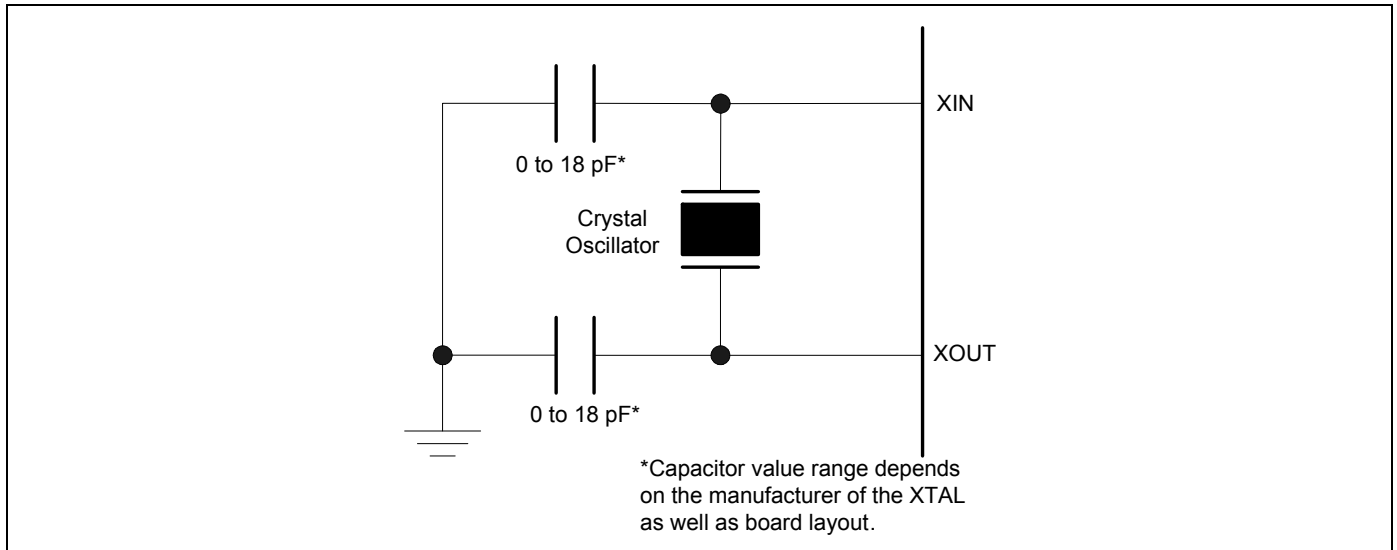 XIN
0 to 18 pF*
Crystal
Oscillator
XOUT
0 to 18 pF*
*Capacitor value range depends
on the manufacturer of the XTAL
as well as board layout.